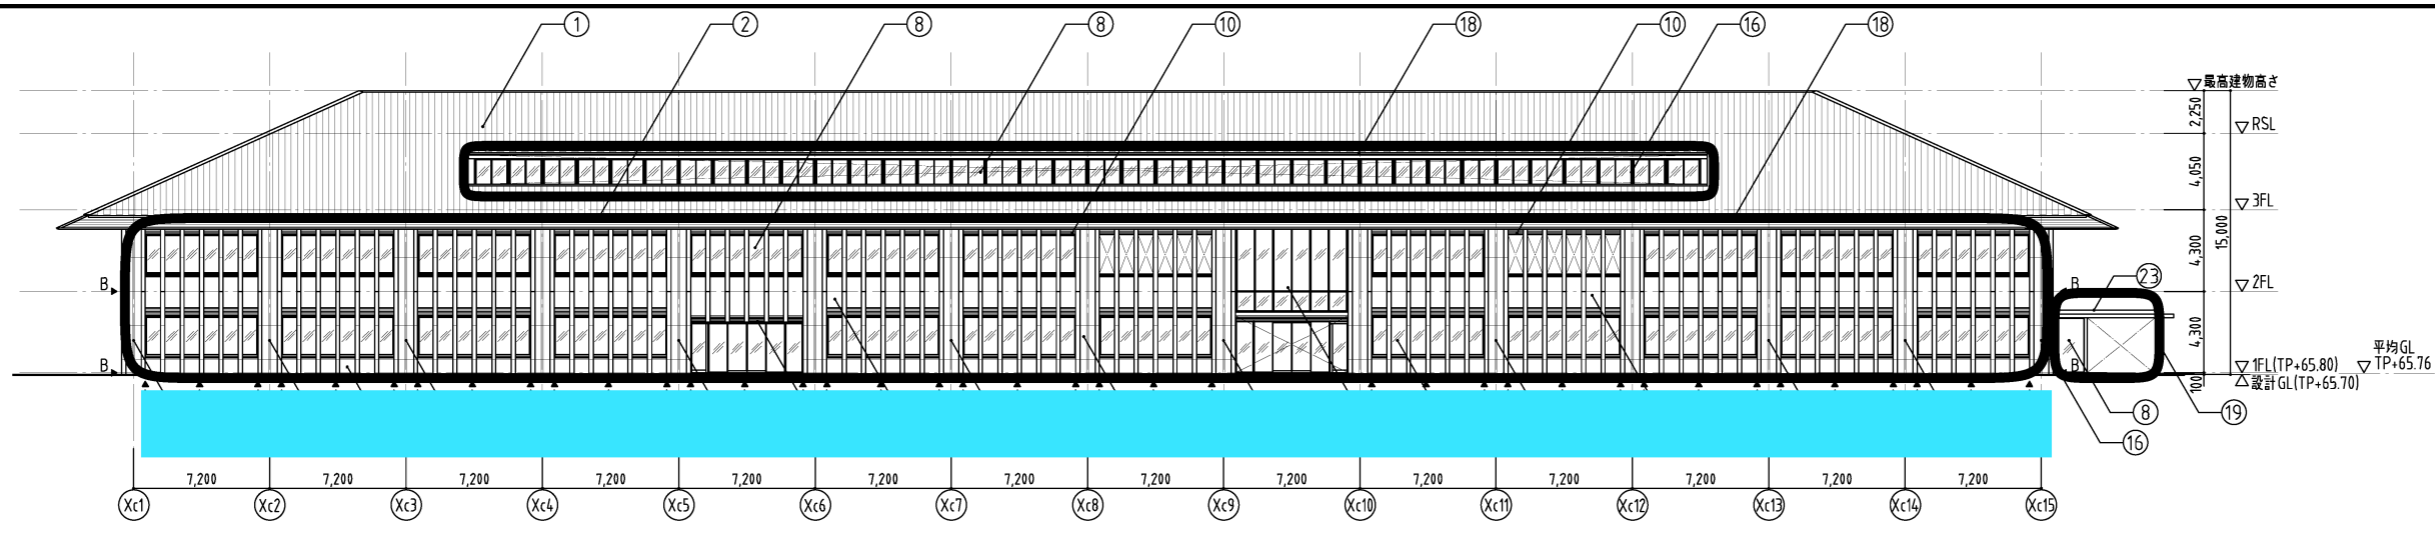 ① ② ⑧ ⑧ ⑩ ⑱ ⑩ ⑯ ⑱
最高建物高さ
2,250
RSL
4,050
3FL
15,000
4,300
B B 2FL
㉓
4,300
平均GL
B B 1FL(TP+65.80) TP+65.76
100 設計GL(TP+65.70)
⑧ ⑲
⑯
7,200 7,200 7,200 7,200 7,200 7,200 7,200 7,200 7,200 7,200 7,200 7,200 7,200 7,200
Xc1 Xc2 Xc3 Xc4 Xc5 Xc6 Xc7 Xc8 Xc9 Xc10 Xc11 Xc12 Xc13 Xc14 Xc15